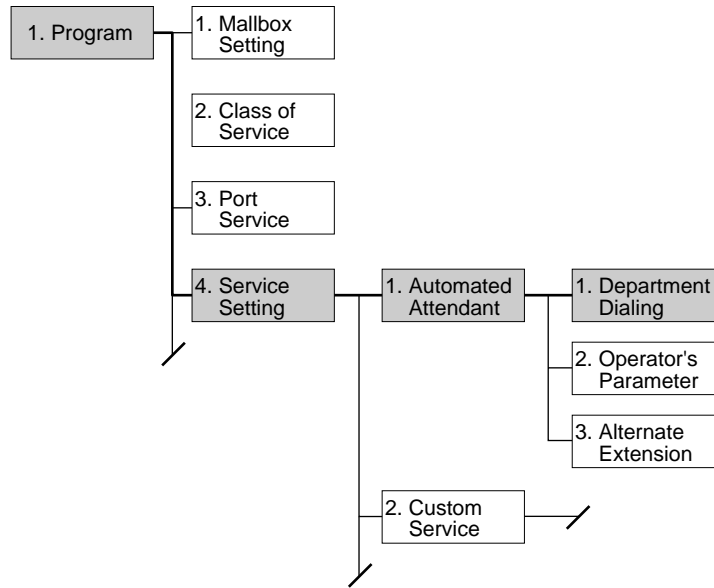 1. Program
1. Mallbox
Setting
2. Class of
Service
3. Port
Service
4. Service
Setting
1. Automated
Attendant
1. Department
Dialing
2. Operator's
Parameter
3. Alternate
Extension
2. Custom
Service